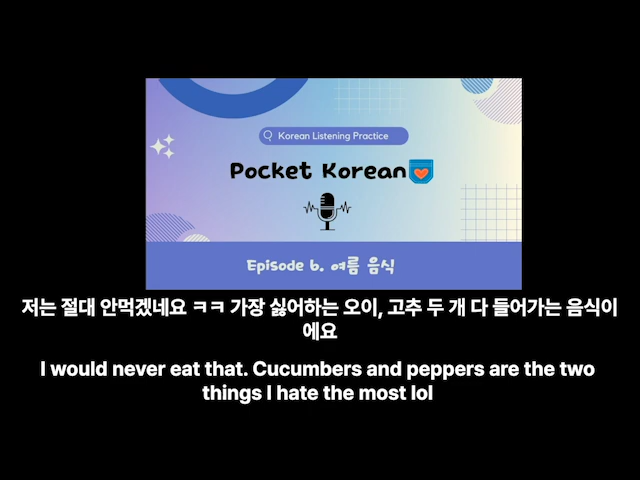 Korean Listening Practice
Pocket Korean
Episode 6. 여름 음식
저는 절대 안먹겠네요 ㅋㅋ 가장 싫어하는 오이, 고추 두 개 다 들어가는 음식이
에요
I would never eat that. Cucumbers and peppers are the two
things I hate the most lol